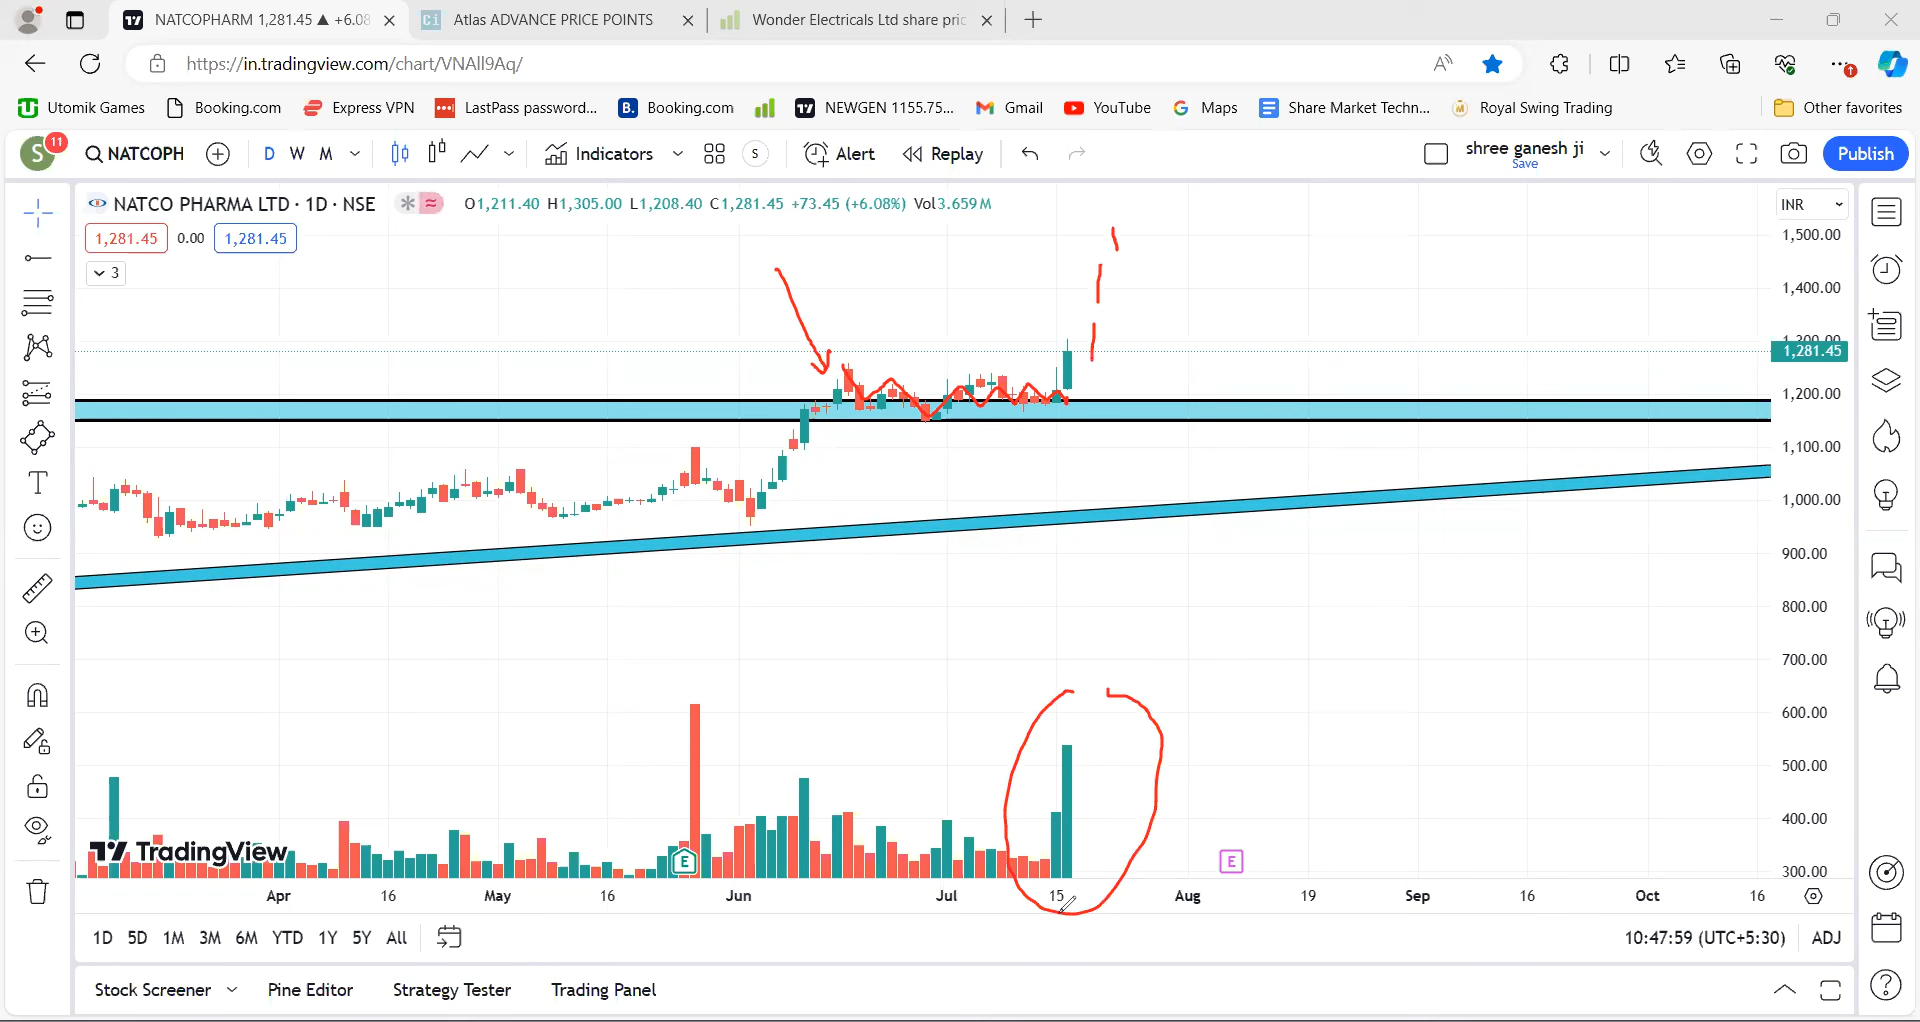 NATCOPHARM 1,281.45 ▲ +6.08
Atlas ADVANCE PRICE POINTS
Wonder Electricals Ltd share pric
https://in.tradingview.com/chart/VNAll9Aq/
Utomik Games
Booking.com
Express VPN
LastPass password...
B. Booking.com
NEWGEN 1155.75...
Gmail
YouTube
Maps
Share Market Techn...
Royal Swing Trading
Other favorites
S 11
NATCOPH
D W M
Indicators
S
Alert
Replay
shree ganesh ji
Save
Publish
NATCO PHARMA LTD · 1D · NSE
O1,211.40 H1,305.00 L1,208.40 C1,281.45 +73.45 (+6.08%) Vol3.659 M
INR
1,281.45 0.00 1,281.45
3
1,500.00
1,400.00
1,300.00
1,281.45
1,200.00
1,100.00
1,000.00
900.00
800.00
700.00
600.00
500.00
400.00
300.00
TradingView
E
E
Apr 16 May 16 Jun Jul 15 Aug 19 Sep 16 Oct 16
1D 5D 1M 3M 6M YTD 1Y 5Y All
10:47:59 (UTC+5:30) ADJ
Stock Screener Pine Editor Strategy Tester Trading Panel